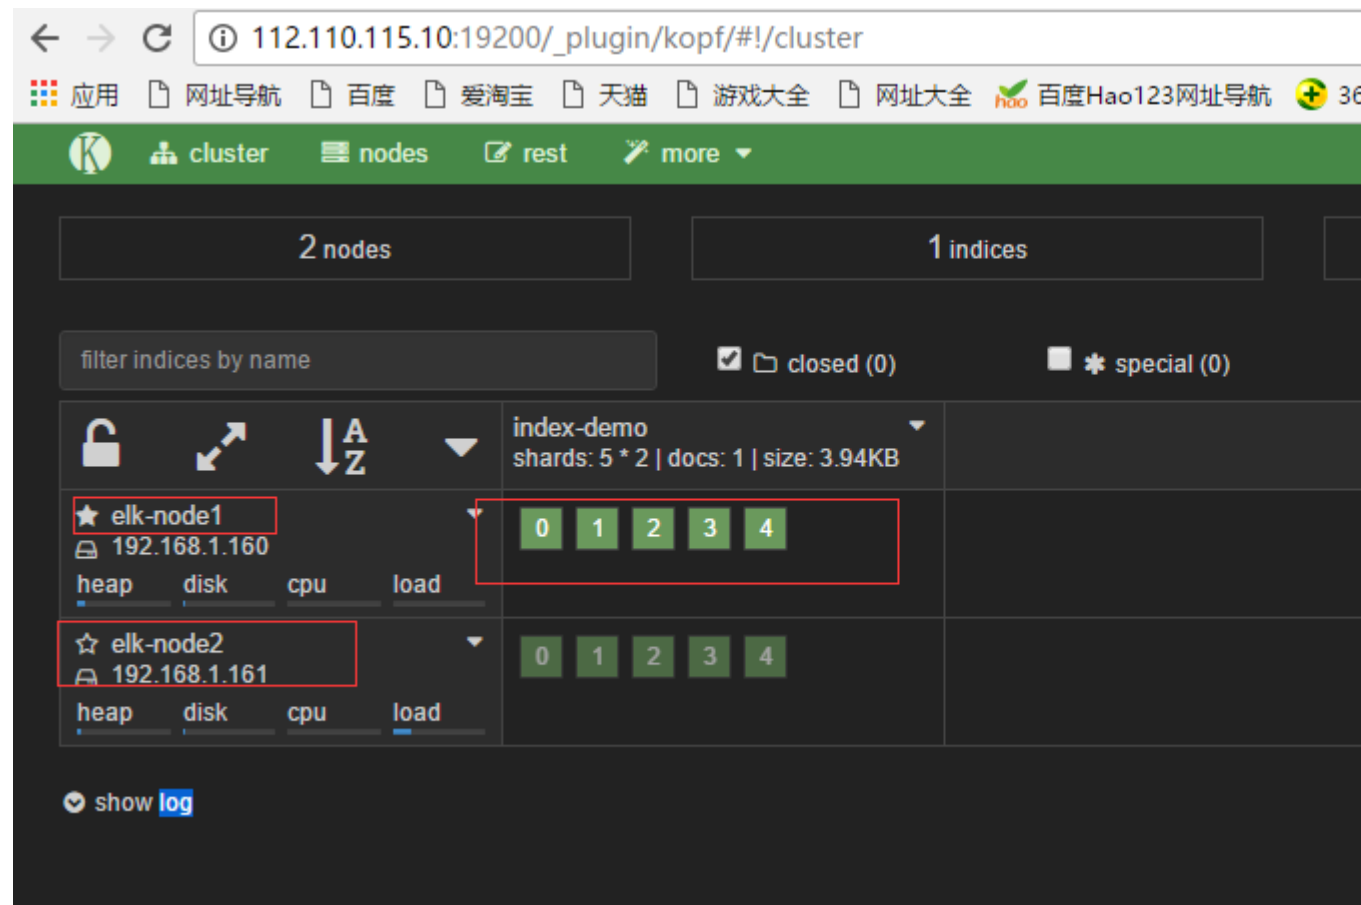 112.110.115.10:19200/_plugin/kopf/#!/cluster
应用 网址导航 百度 爱淘宝 天猫 游戏大全 网址大全 hao 百度Hao123网址导航 36
K cluster nodes rest more
2 nodes 1 indices
filter indices by name closed (0) special (0)
A Z
index-demo
shards: 5 * 2 | docs: 1 | size: 3.94KB
elk-node1
192.168.1.160
heap disk cpu load
0 1 2 3 4
elk-node2
192.168.1.161
heap disk cpu load
0 1 2 3 4
show log